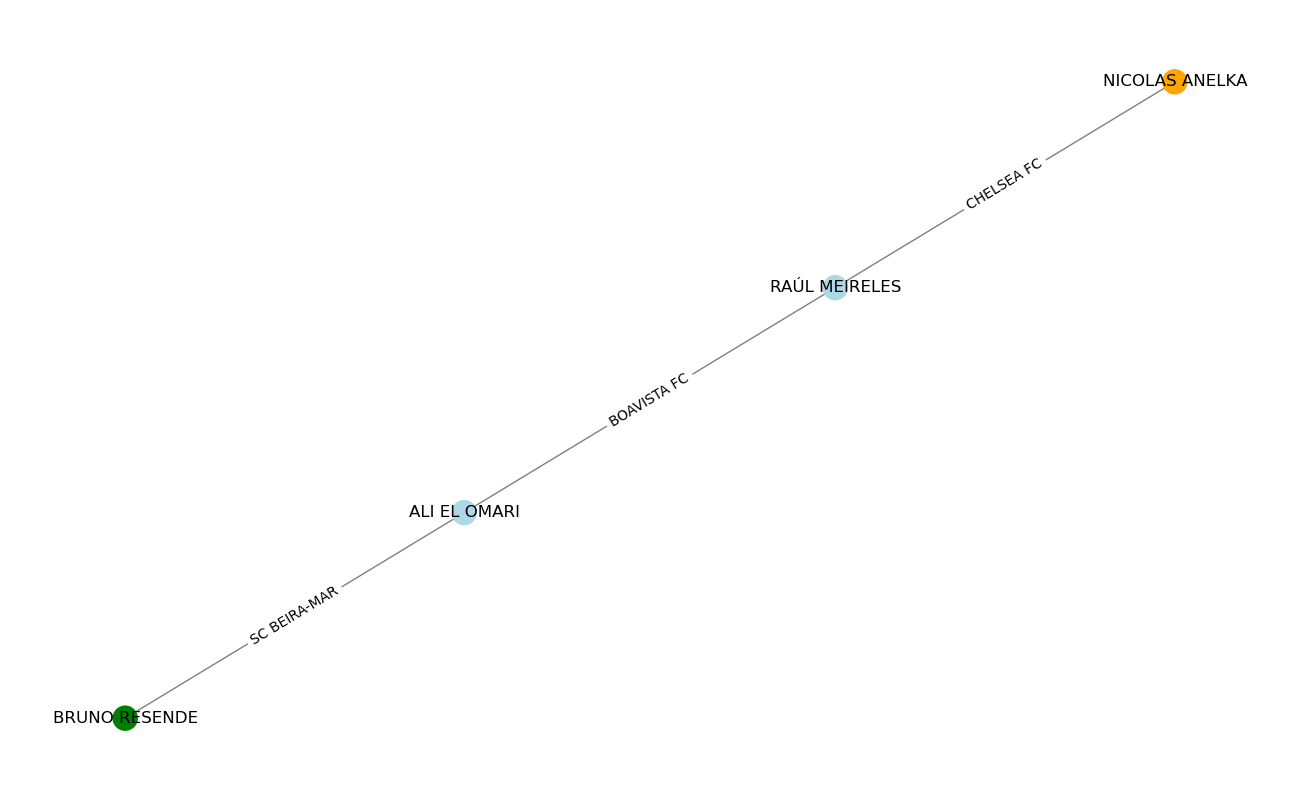 NICOLAS ANELKA
CHELSEA FC
RAÚL MEIRELES
BOAVISTA FC
ALI EL OMARI
SC BEIRA-MAR
BRUNO RESENDE